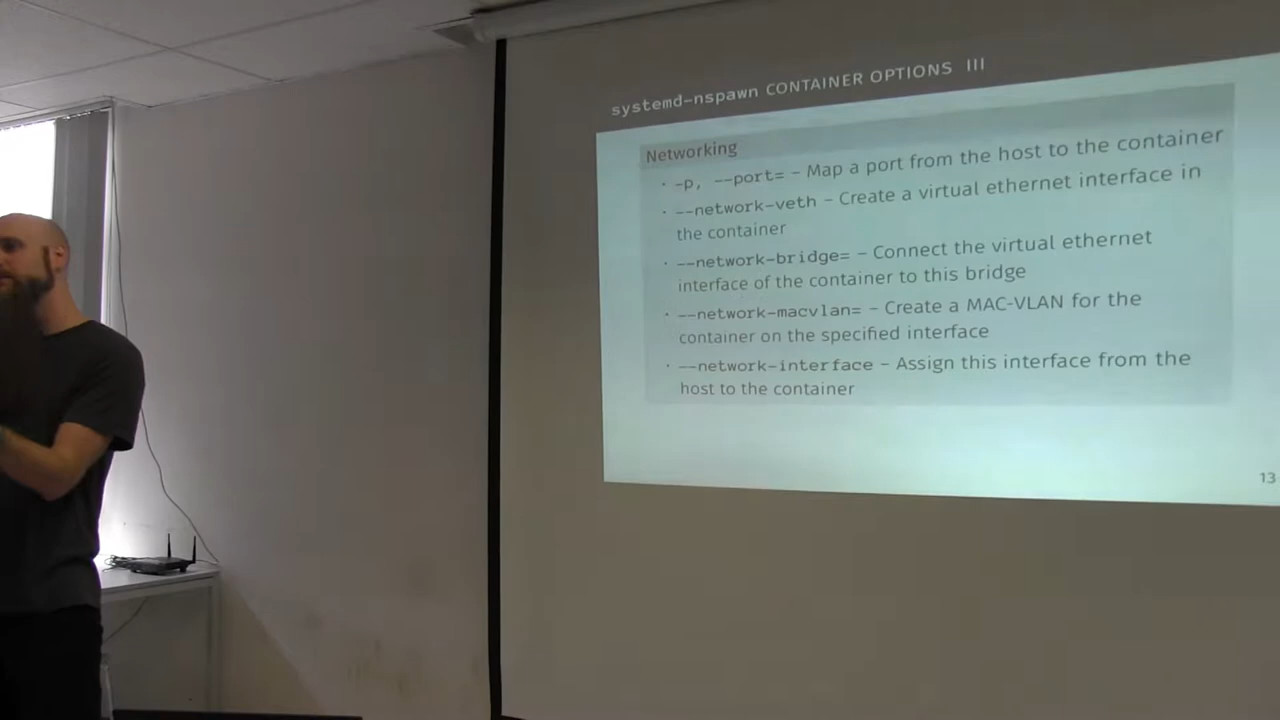 systemd-nspawn CONTAINER OPTIONS III
Networking
· -p, --port= – Map a port from the host to the container
· --network-veth – Create a virtual ethernet interface in
the container
· --network-bridge= – Connect the virtual ethernet
interface of the container to this bridge
· --network-macvlan= – Create a MAC-VLAN for the
container on the specified interface
· --network-interface – Assign this interface from the
host to the container
13